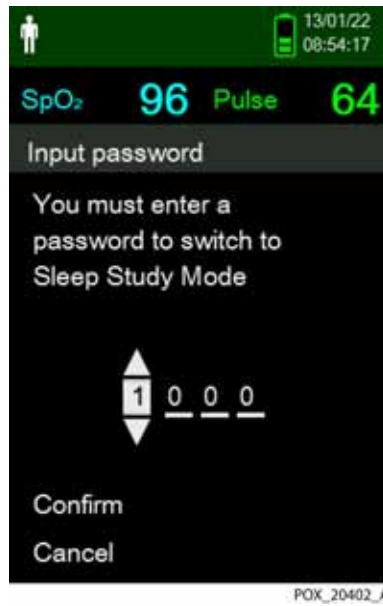 13/01/22
08:54:17
SpO₂ 96 Pulse 64
Input password
You must enter a
password to switch to
Sleep Study Mode
1 0 0 0
Confirm
Cancel
POX_20402_